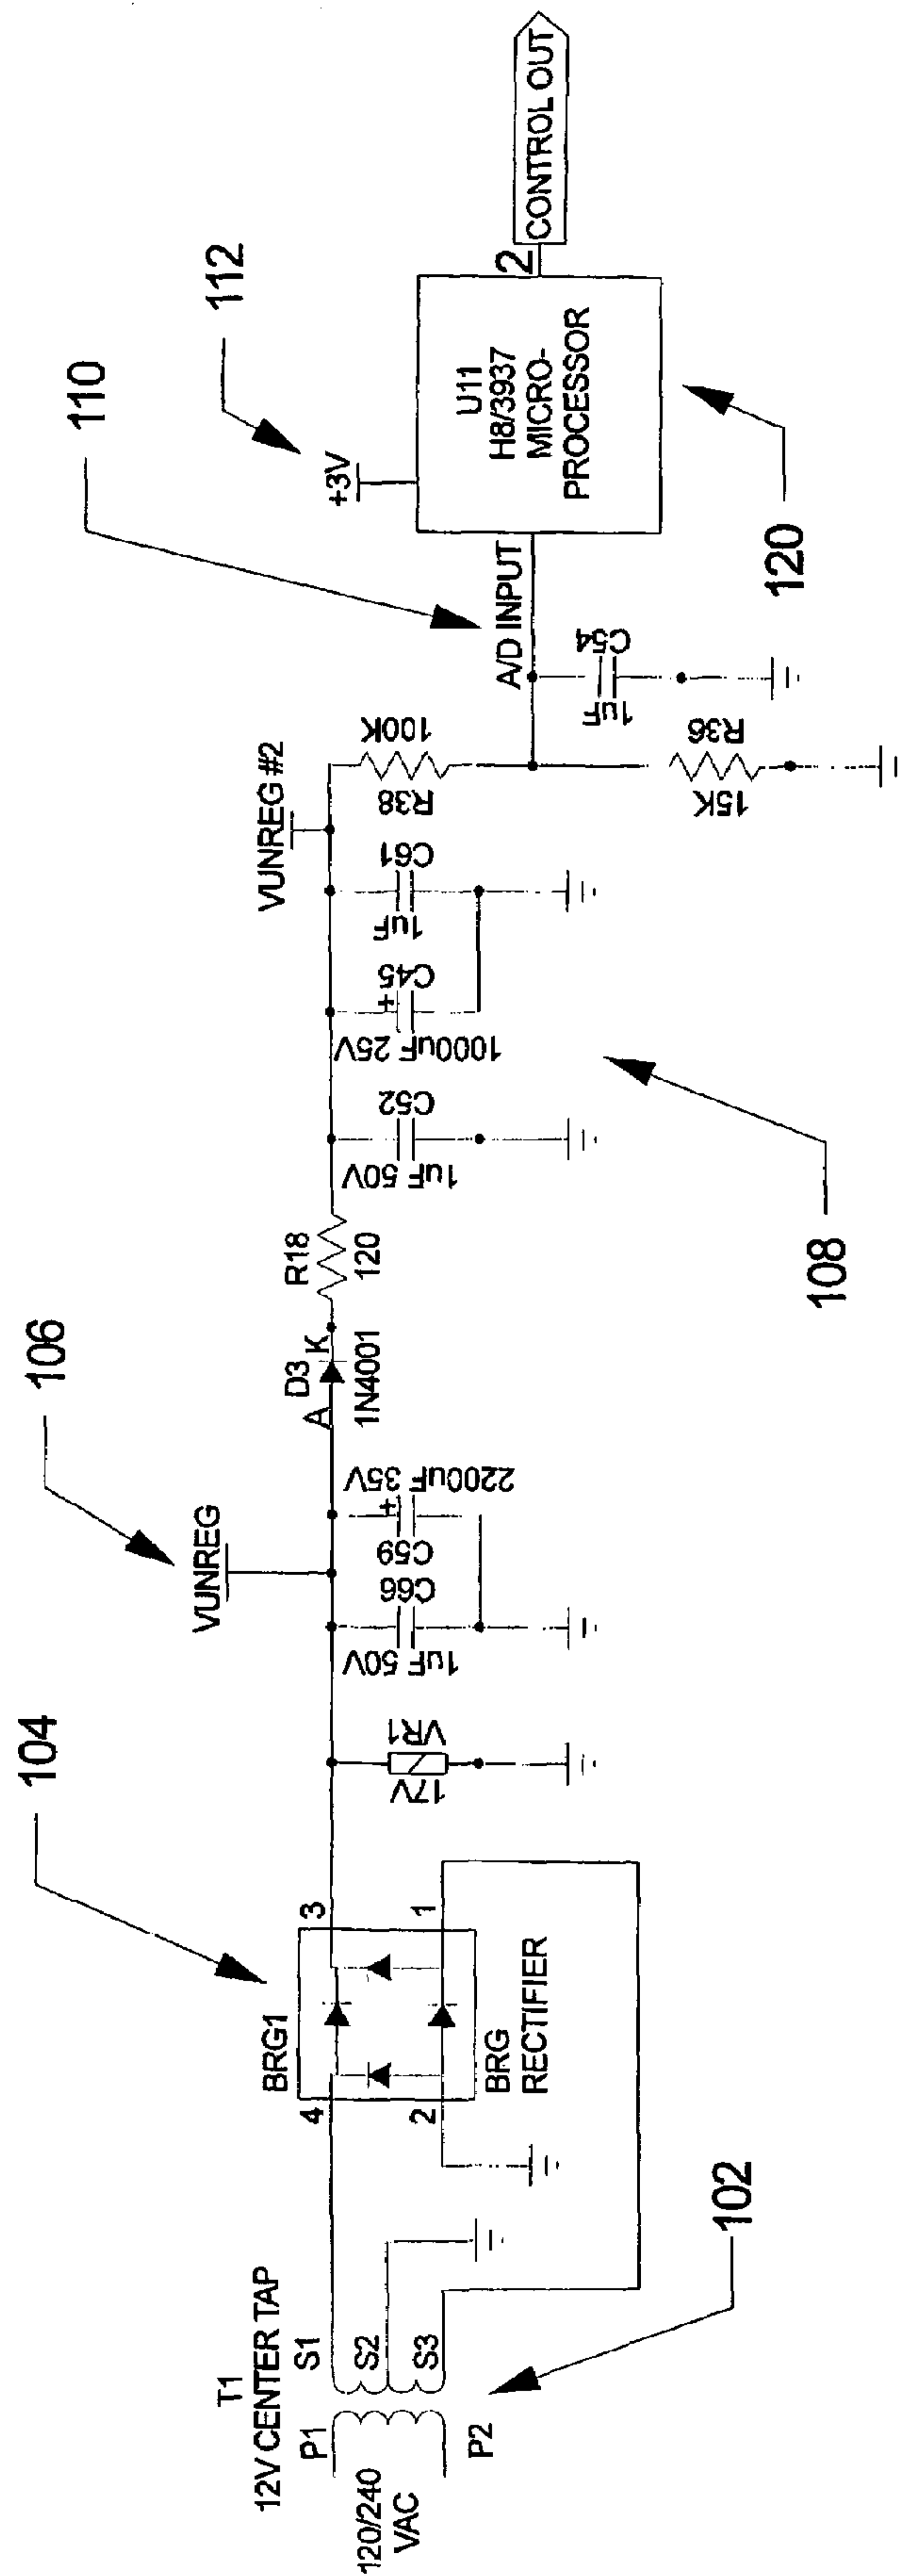 T1
12V CENTER TAP
P1
S1
S2
S3
P2
120/240
VAC
102
BRG1
4
3
2
1
BRG
RECTIFIER
104
VR1
17V
VUNREG
106
C66
1uF 50V
C59
2200uF 35V
+
A
D3
K
1N4001
R18
120
C52
1uF 50V
C45
1000uF 25V
+
C61
1uF
108
VUNREG #2
100K
R38
R36
15K
A/D INPUT
110
C54
1uF
+3V
112
U11
H8/3937
MICRO-
PROCESSOR
120
2
CONTROL OUT